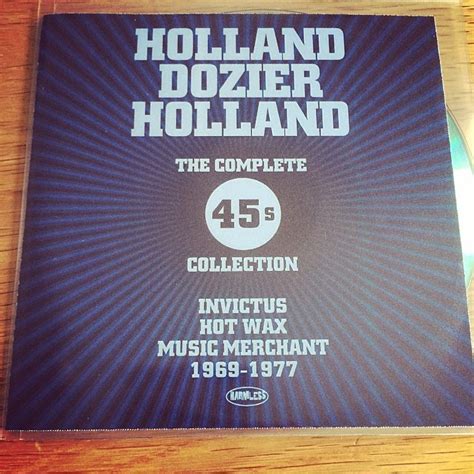 HOLLAND
DOZIER
HOLLAND
THE COMPLETE
45s
COLLECTION
INVICTUS
HOT WAX
MUSIC MERCHANT
1969-1977
HARMLESS